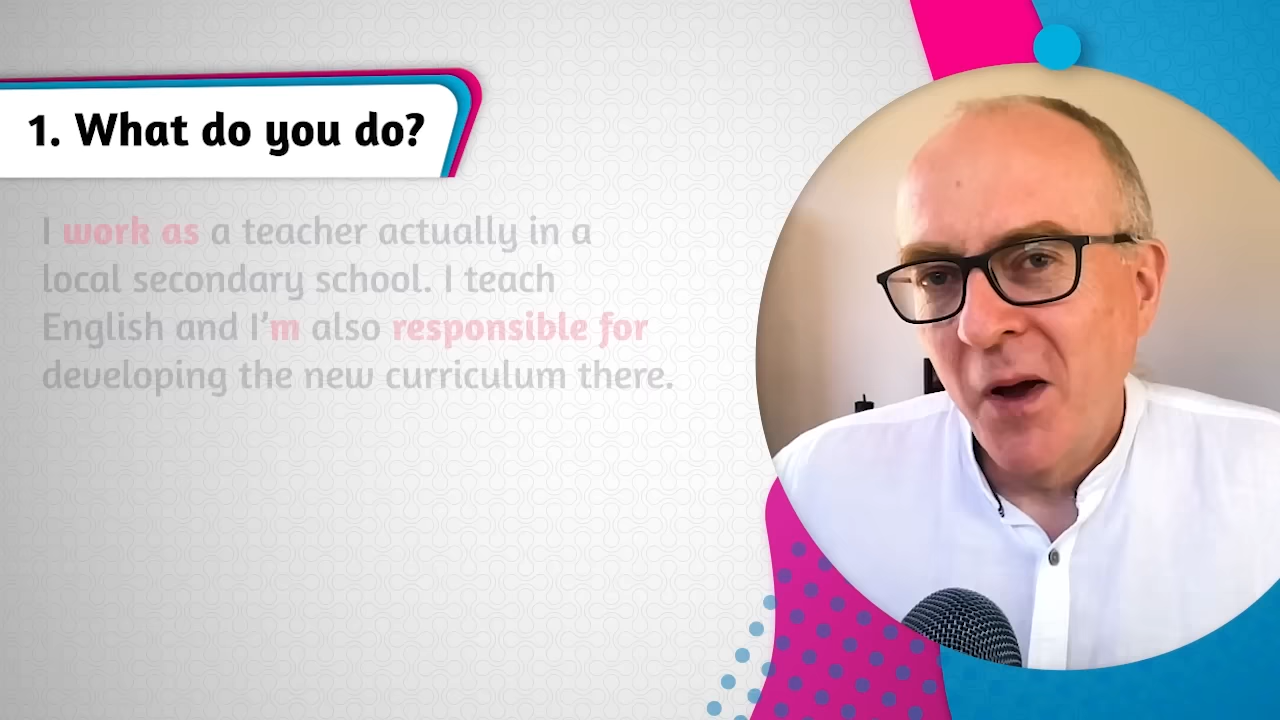 1. What do you do?
I work as a teacher actually in a
local secondary school. I teach
English and I’m also responsible for
developing the new curriculum there.